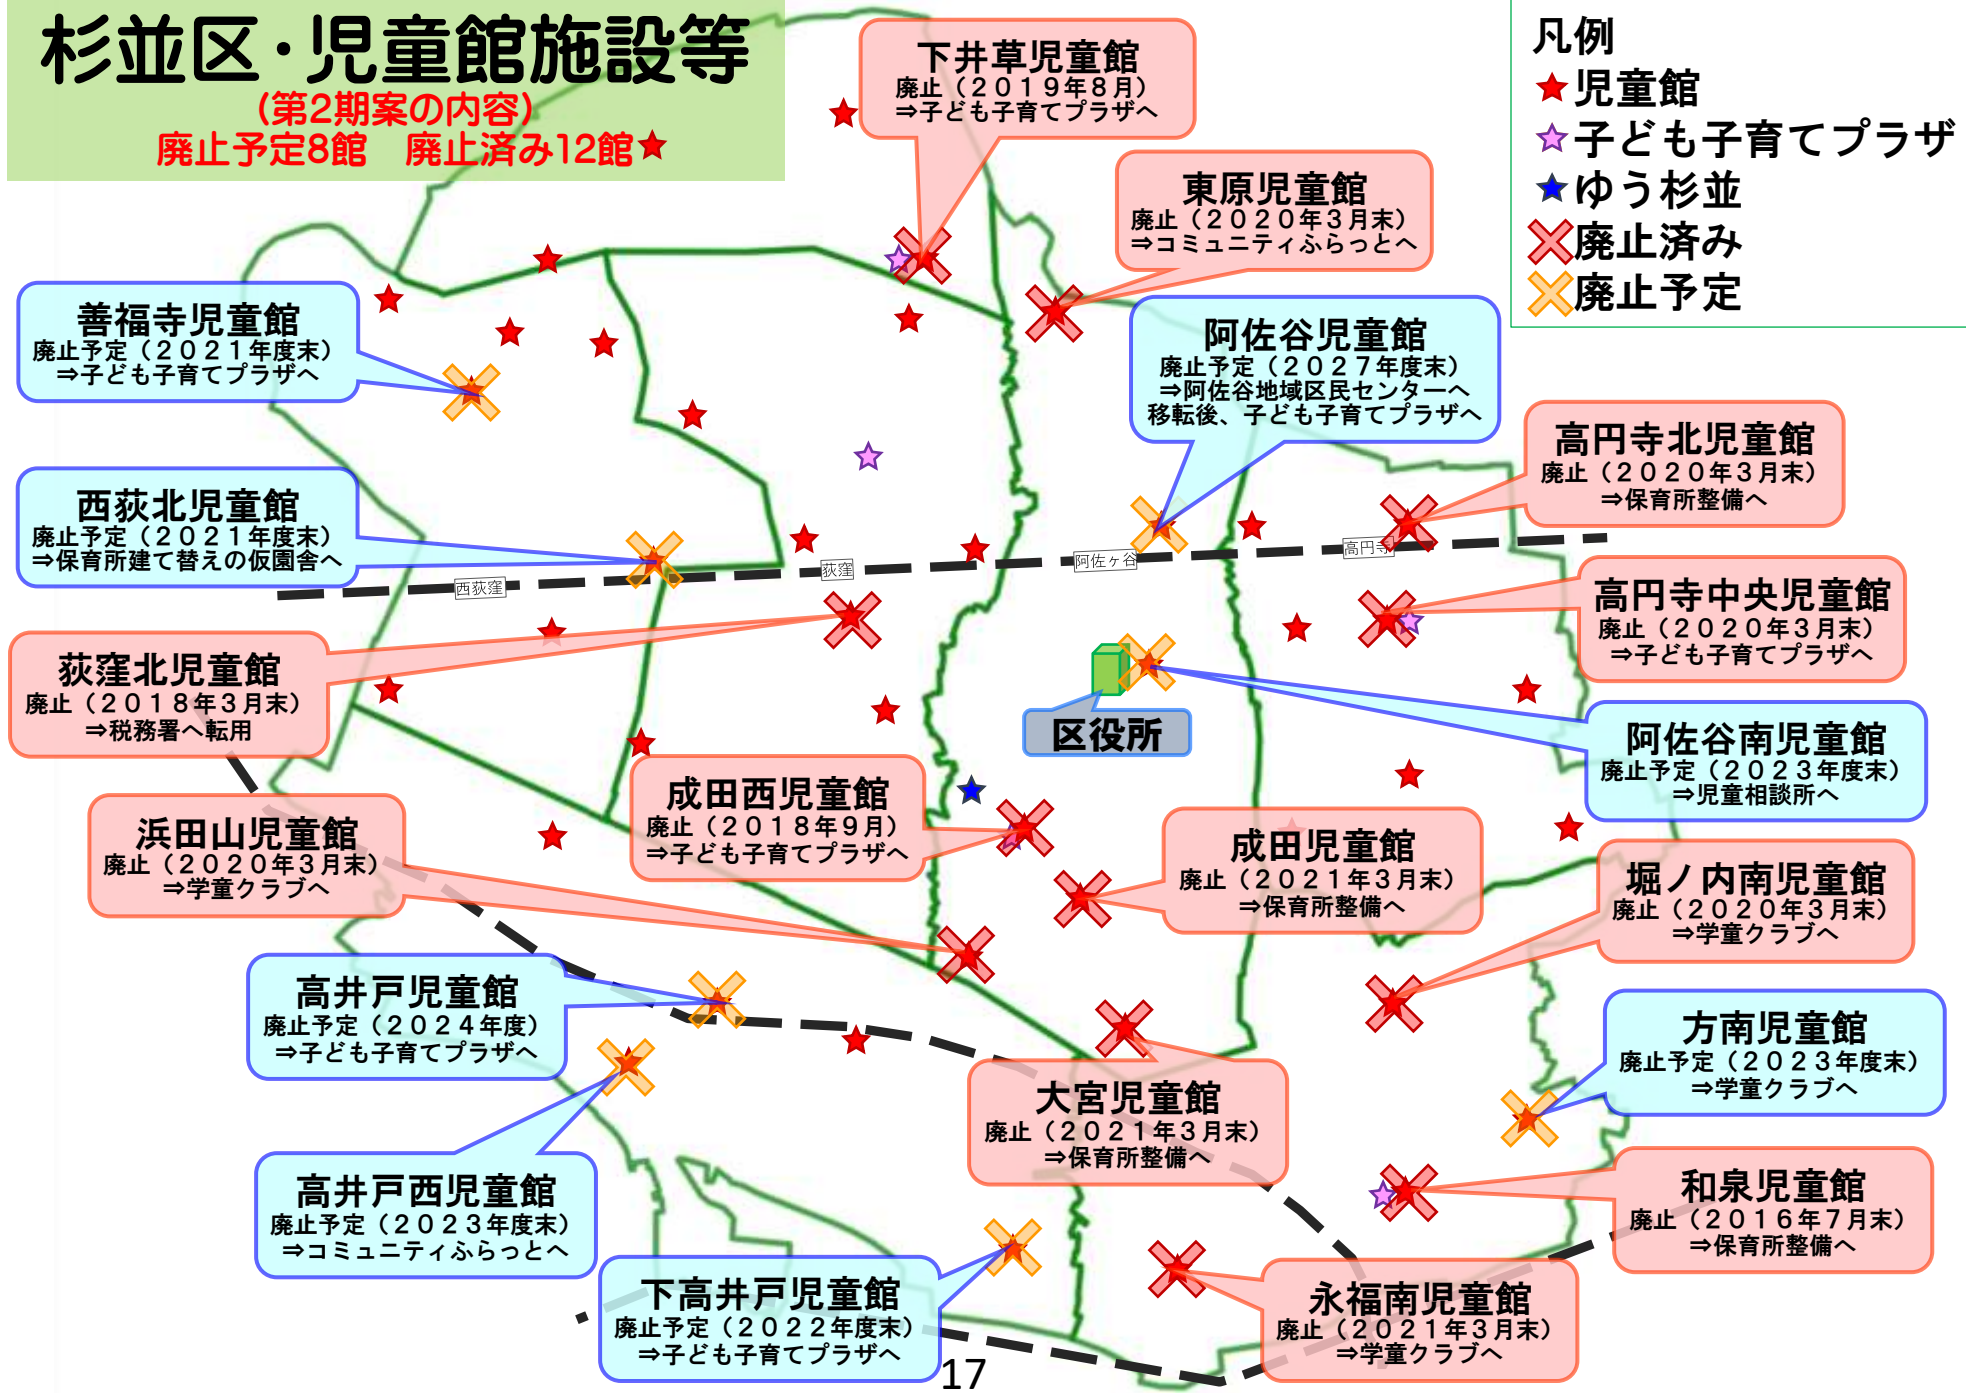 杉並区・児童館施設等
(第2期案の内容)
廃止予定8館　廃止済み12館★
凡例
児童館
子ども子育てプラザ
ゆう杉並
廃止済み
廃止予定
下井草児童館
廃止（２０１９年８月）
⇒子ども子育てプラザへ
東原児童館
廃止（２０２０年３月末）
⇒コミュニティふらっとへ
善福寺児童館
廃止予定（２０２１年度末）
⇒子ども子育てプラザへ
阿佐谷児童館
廃止予定（２０２７年度末）
⇒阿佐谷地域区民センターへ
移転後、子ども子育てプラザへ
高円寺北児童館
廃止（２０２０年３月末）
⇒保育所整備へ
西荻北児童館
廃止予定（２０２１年度末）
⇒保育所建て替えの仮園舎へ
西荻窪
荻窪
阿佐ヶ谷
高円寺
高円寺中央児童館
廃止（２０２０年３月末）
⇒子ども子育てプラザへ
荻窪北児童館
廃止（２０１８年３月末）
⇒税務署へ転用
区役所
阿佐谷南児童館
廃止予定（２０２３年度末）
⇒児童相談所へ
成田西児童館
廃止（２０１８年９月）
⇒子ども子育てプラザへ
浜田山児童館
廃止（２０２０年３月末）
⇒学童クラブへ
成田児童館
廃止（２０２１年３月末）
⇒保育所整備へ
堀ノ内南児童館
廃止（２０２０年３月末）
⇒学童クラブへ
高井戸児童館
廃止予定（２０２４年度）
⇒子ども子育てプラザへ
方南児童館
廃止予定（２０２３年度末）
⇒学童クラブへ
大宮児童館
廃止（２０２１年３月末）
⇒保育所整備へ
高井戸西児童館
廃止予定（２０２３年度末）
⇒コミュニティふらっとへ
和泉児童館
廃止（２０１６年７月末）
⇒保育所整備へ
下高井戸児童館
廃止予定（２０２２年度末）
⇒子ども子育てプラザへ
永福南児童館
廃止（２０２１年３月末）
⇒学童クラブへ
17